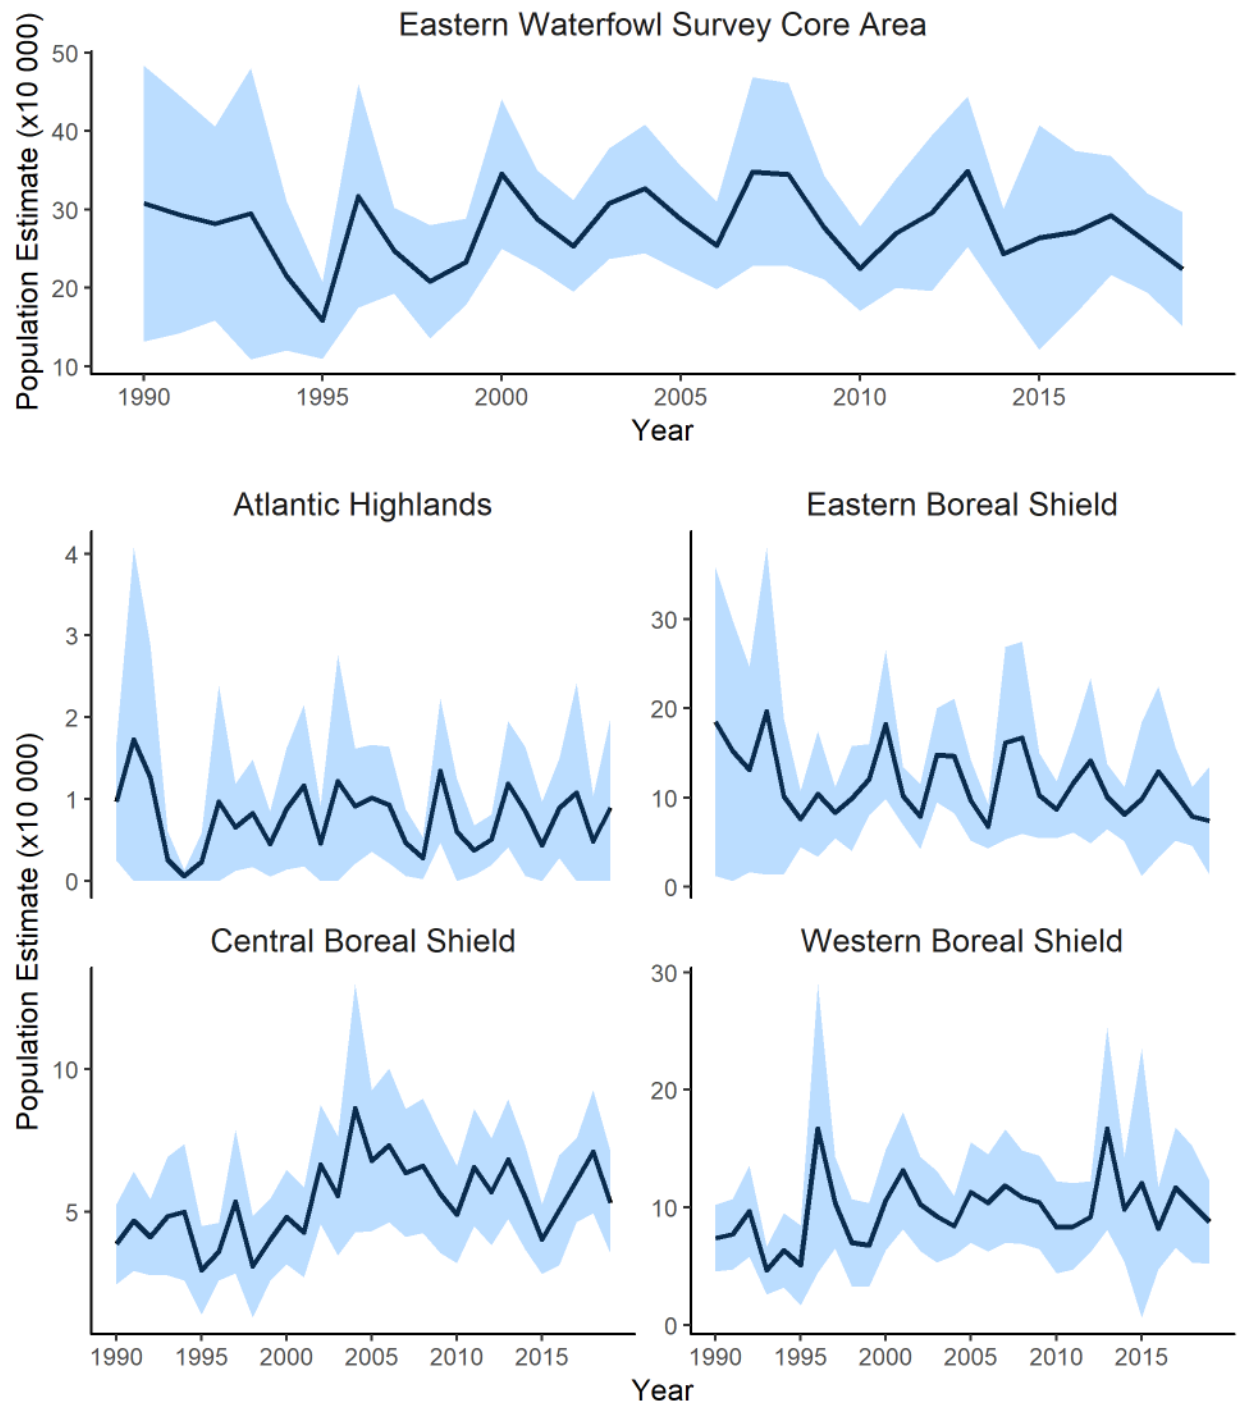 Eastern Waterfowl Survey Core Area
Population Estimate (x10 000)
50
40
30
20
10
1990 1995 2000 2005 2010 2015
Year
Population Estimate (x10 000)
Atlantic Highlands
4
3
2
1
0
Eastern Boreal Shield
30
20
10
0
Central Boreal Shield
10
5
1990 1995 2000 2005 2010 2015
Western Boreal Shield
30
20
10
0
1990 1995 2000 2005 2010 2015
Year